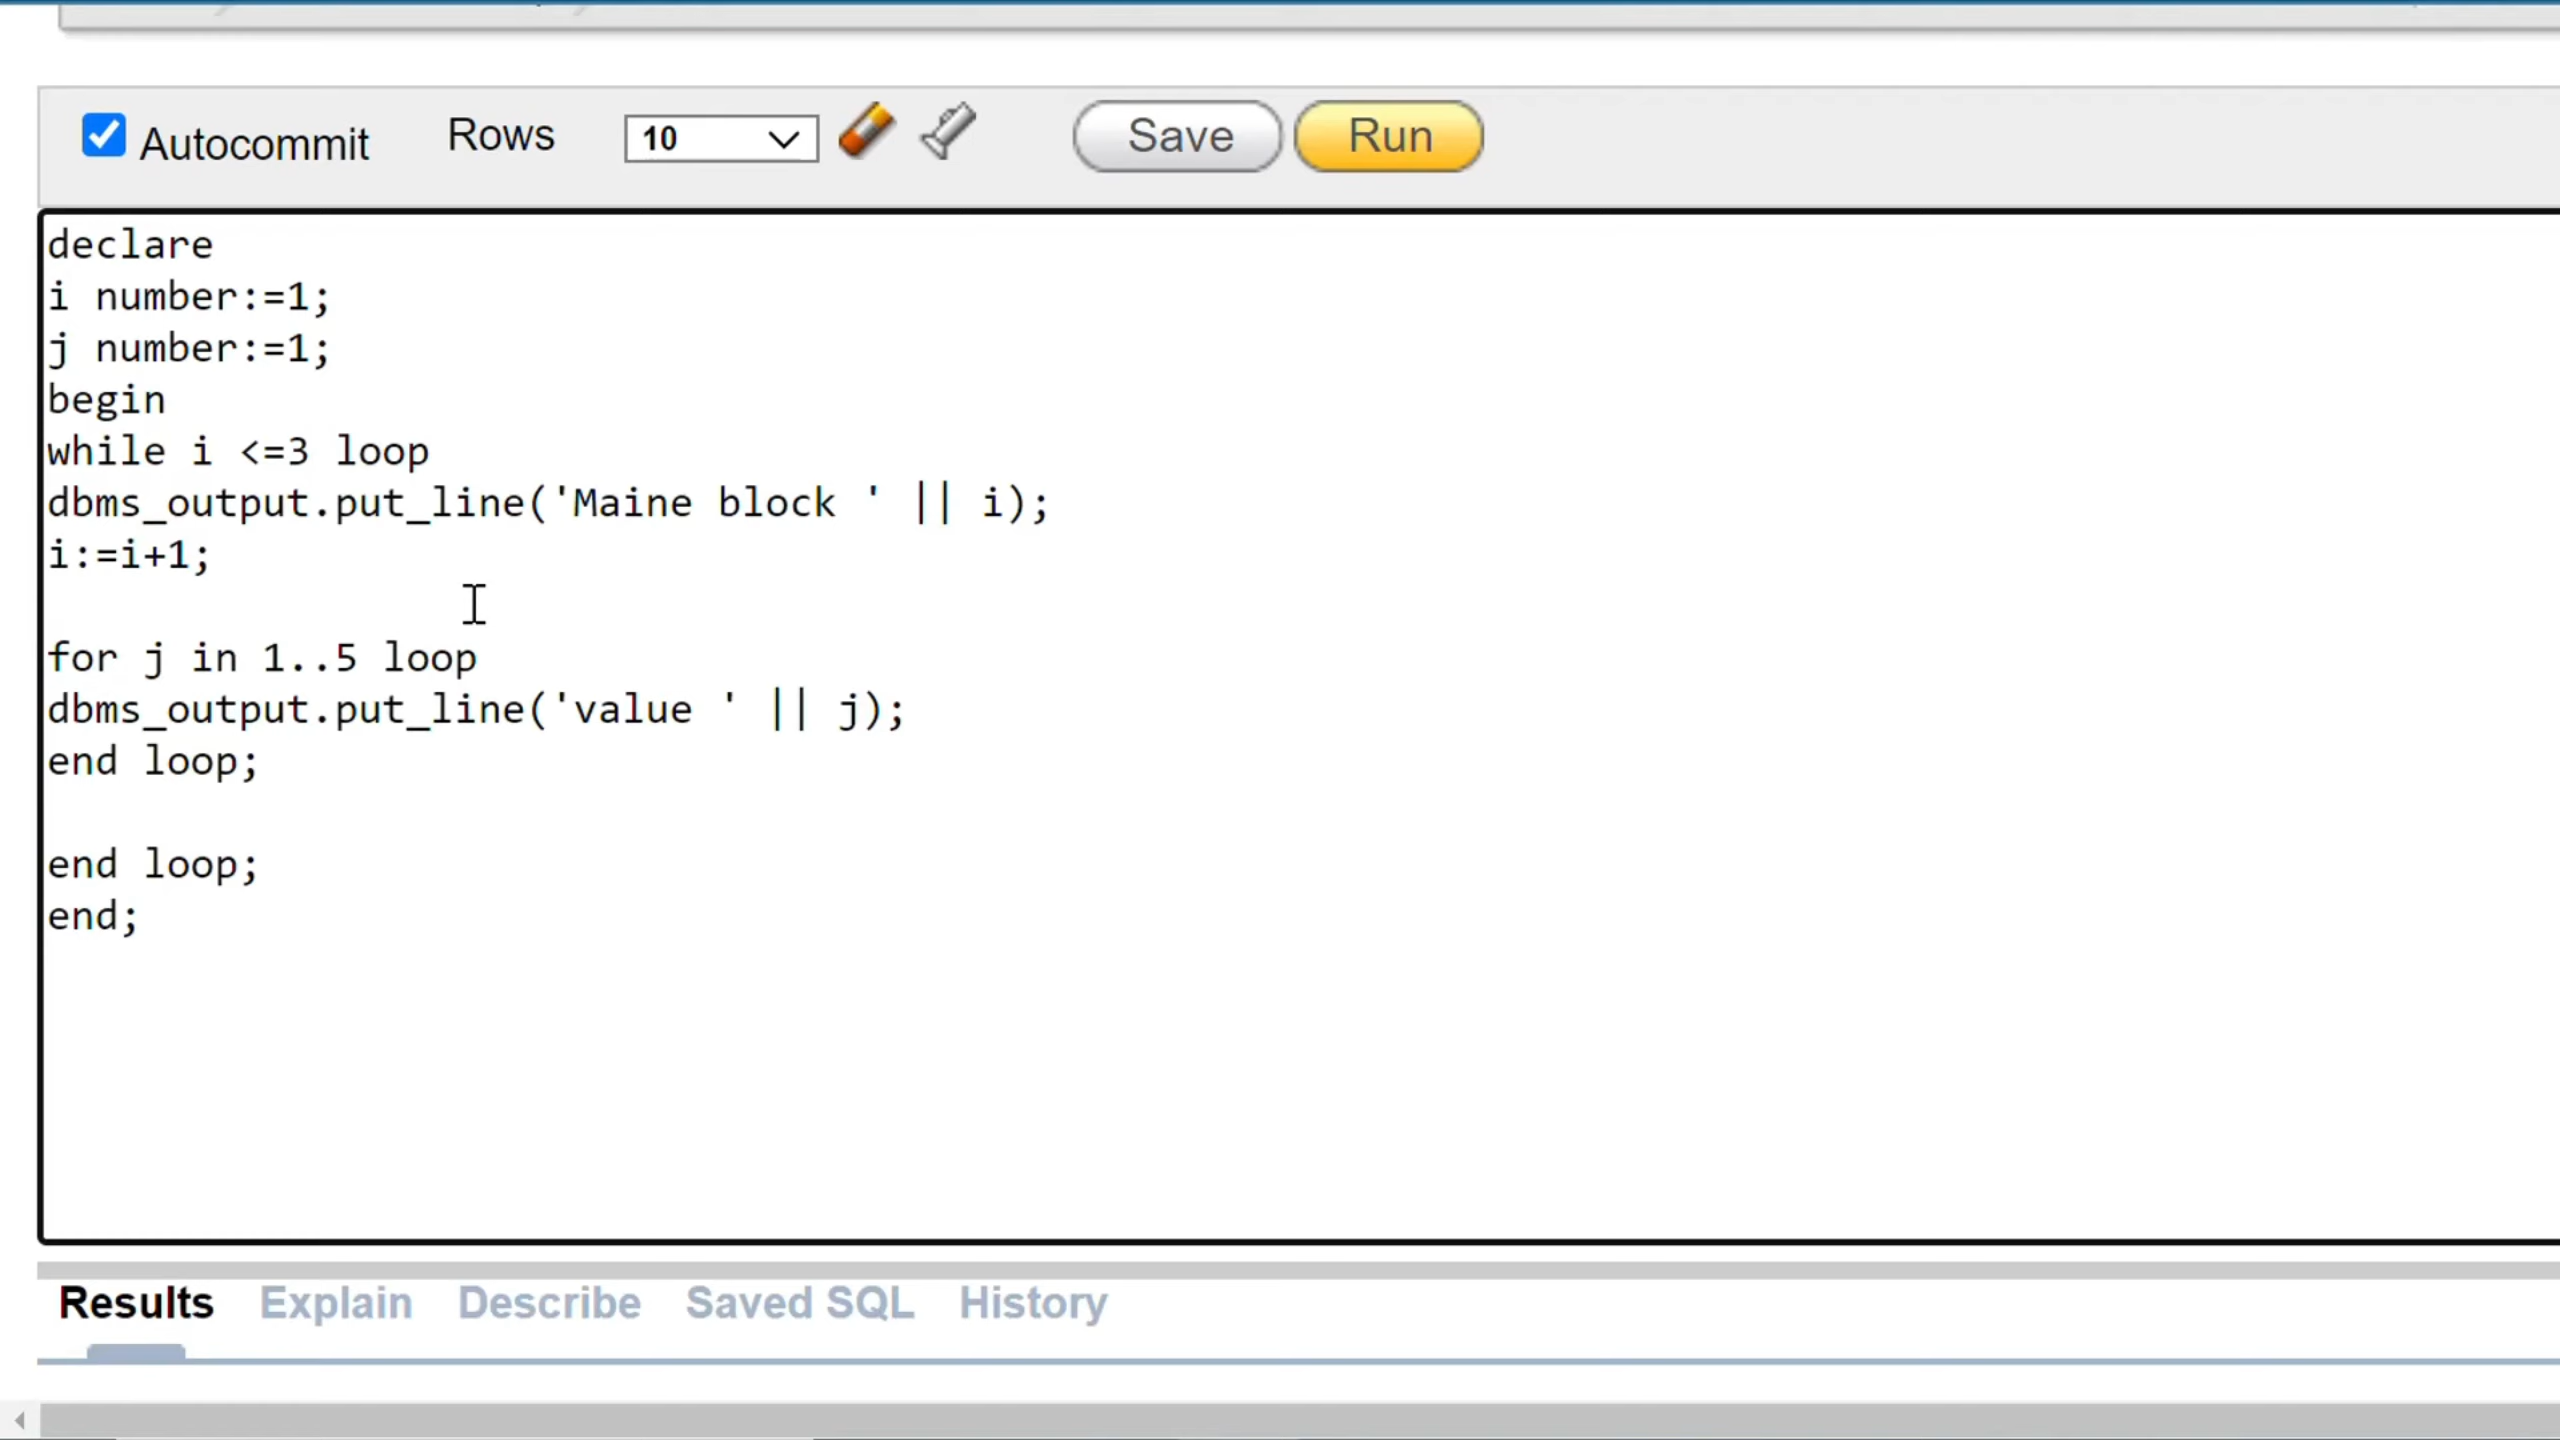 Autocommit Rows 10 Save Run
declare
i number:=1;
j number:=1;
begin
while i <=3 loop
dbms_output.put_line('Maine block ' || i);
i:=i+1;
for j in 1..5 loop
dbms_output.put_line('value ' || j);
end loop;
end loop;
end;
Results Explain Describe Saved SQL History